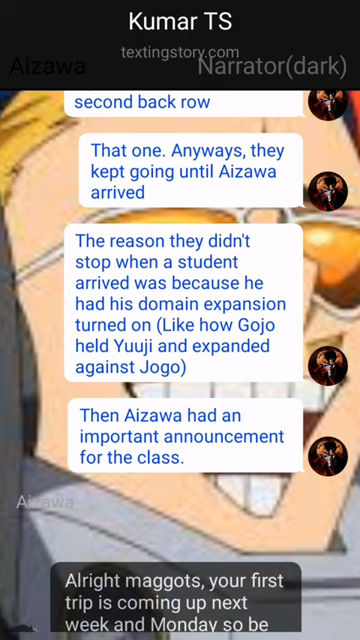 Kumar TS
textingstory.com
Aizawa Narrator(dark)
second back row
That one. Anyways, they
kept going until Aizawa
arrived
The reason they didn't
stop when a student
arrived was because he
had his domain expansion
turned on (Like how Gojo
held Yuuji and expanded
against Jogo)
Then Aizawa had an
important announcement
for the class.
Aizawa
Alright maggots, your first
trip is coming up next
week and Monday so be